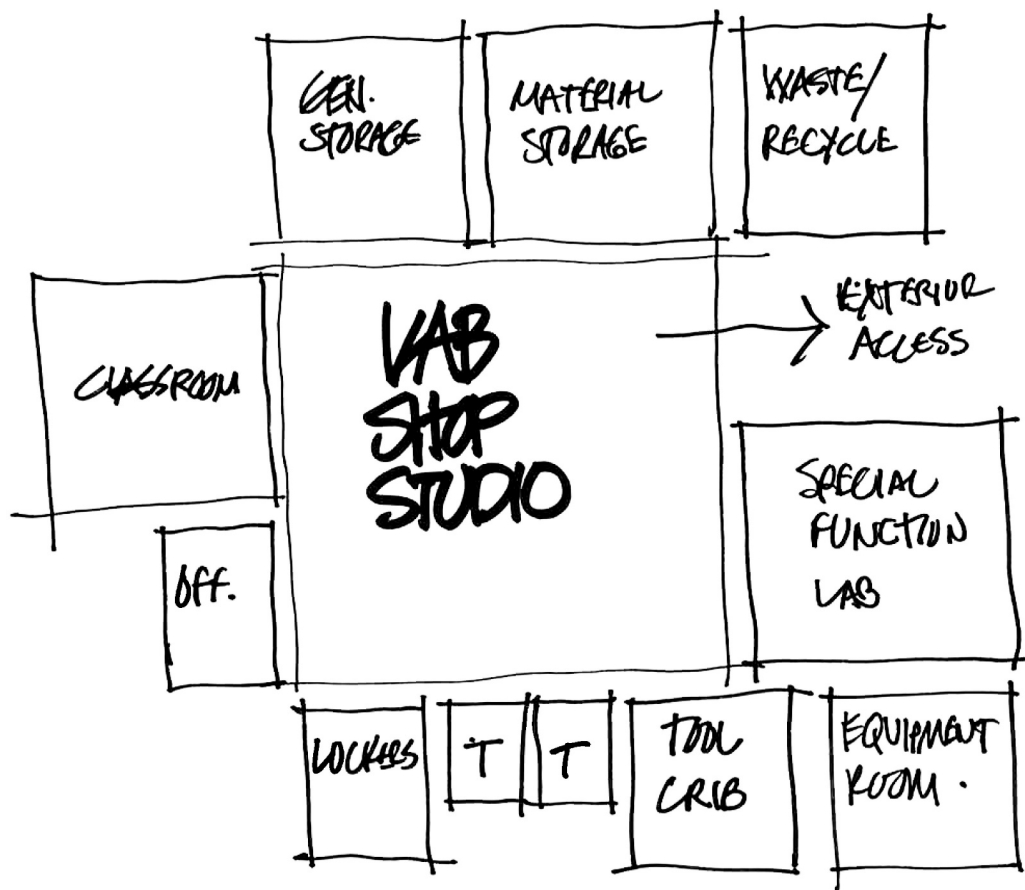 GEN.
STORAGE
MATERIAL
STORAGE
WASTE/
RECYCLE
EXTERIOR
ACCESS
LAB
SHOP
STUDIO
CLASSROOM
SPECIAL
FUNCTION
LAB
OFF.
LOCKERS
T
T
TOOL
CRIB
EQUIPMENT
ROOM.